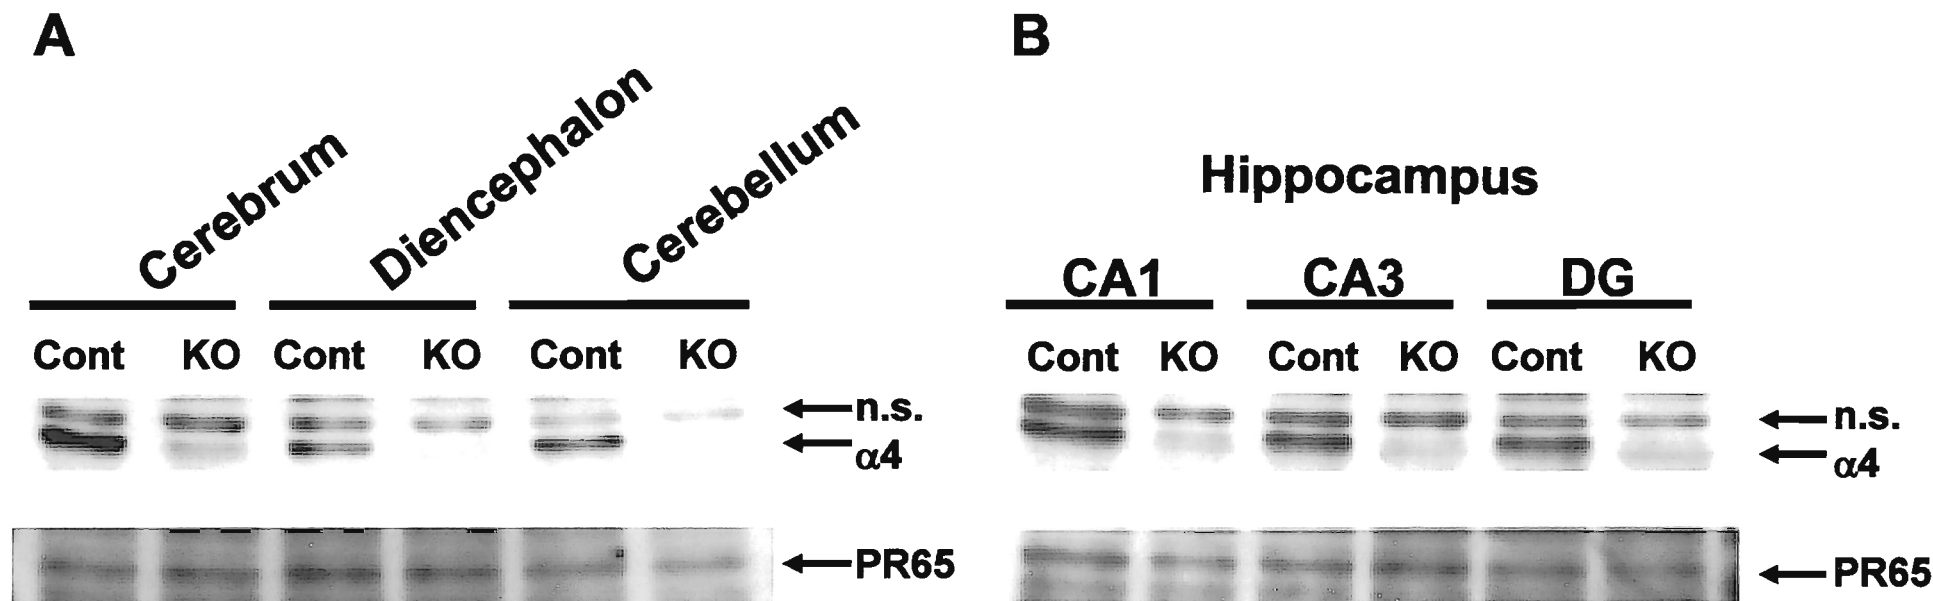 A
Cerebrum
Diencephalon
Cerebellum
Cont KO Cont KO Cont KO
n.s.
α4
PR65
B
Hippocampus
CA1 CA3 DG
Cont KO Cont KO Cont KO
n.s.
α4
PR65